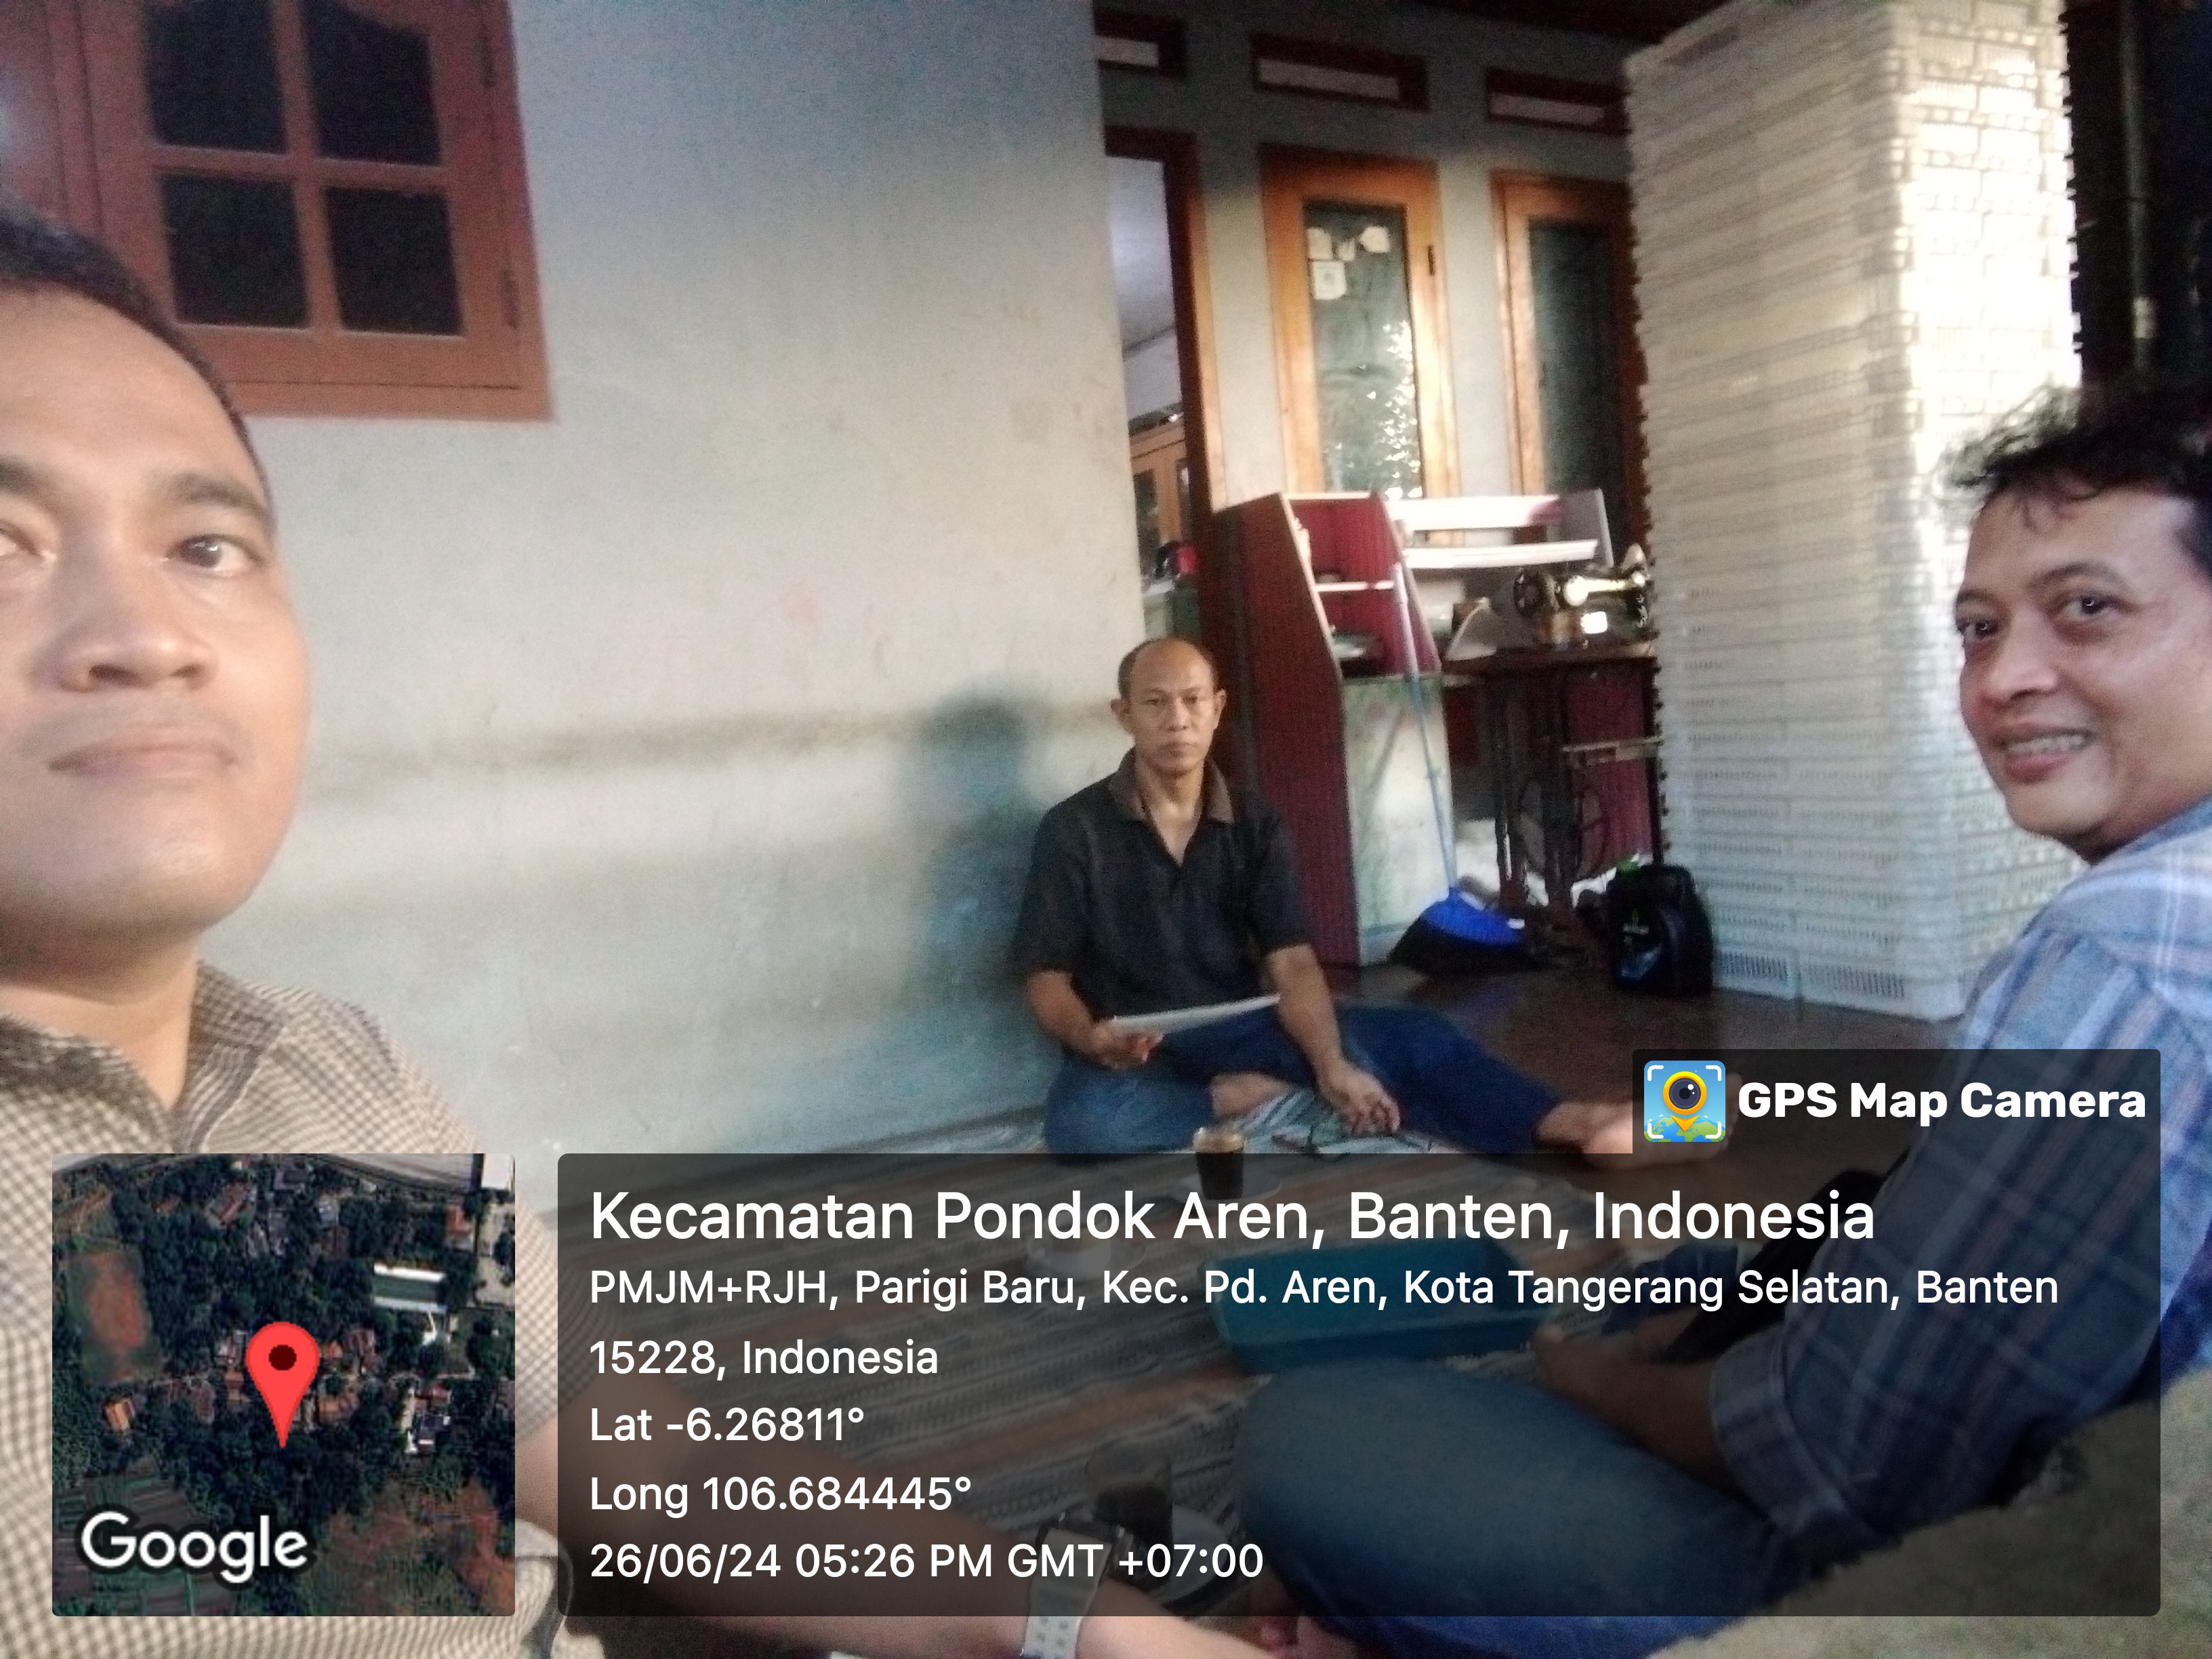 GPS Map Camera
Kecamatan Pondok Aren, Banten, Indonesia
PMJM+RJH, Parigi Baru, Kec. Pd. Aren, Kota Tangerang Selatan, Banten
15228, Indonesia
Lat -6.26811°
Long 106.684445°
26/06/24 05:26 PM GMT +07:00
Google